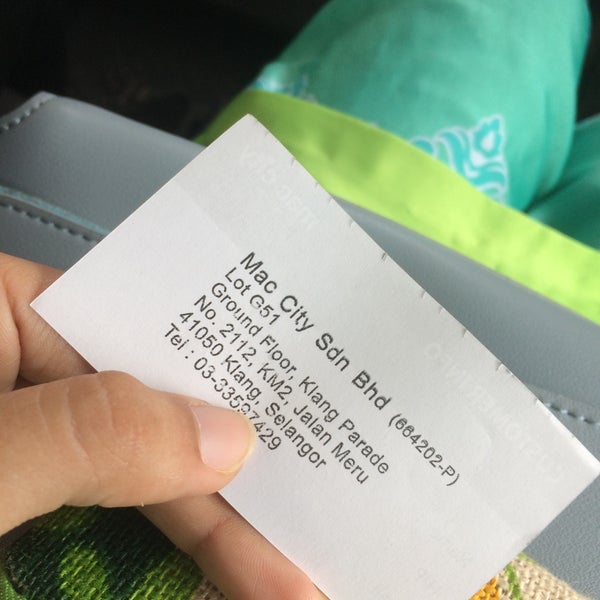 Mac City Sdn Bhd (664202-P)
Lot G51
Ground Floor, Klang Parade
No. 2112, KM2, Jalan Meru
41050 Klang, Selangor
Tel : 03-33597429